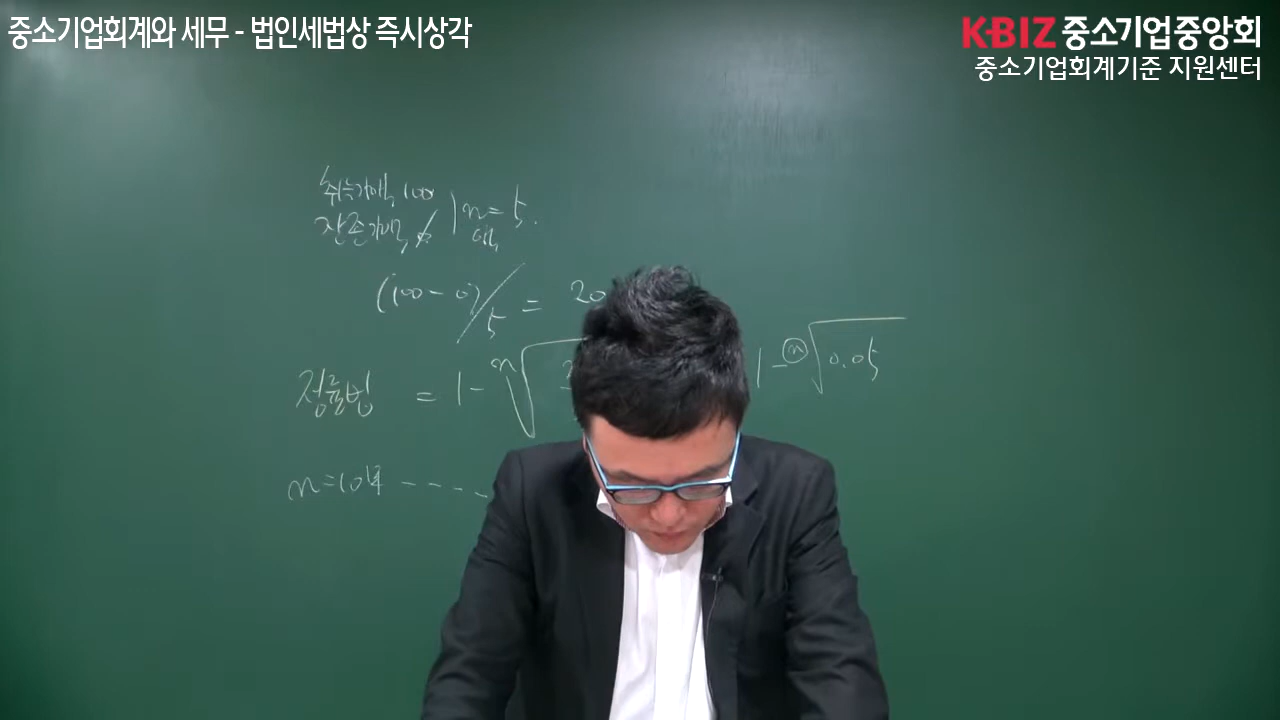 중소기업회계와 세무 - 법인세법상 즉시상각
K-BIZ 중소기업중앙회
중소기업회계기준 지원센터
취득가액 100
잔존가액 0 | n = 5.
(100 - 0) / 5 = 20
정률법 = 1 - n√
1 - n√0.05
n = 10년 - - - -